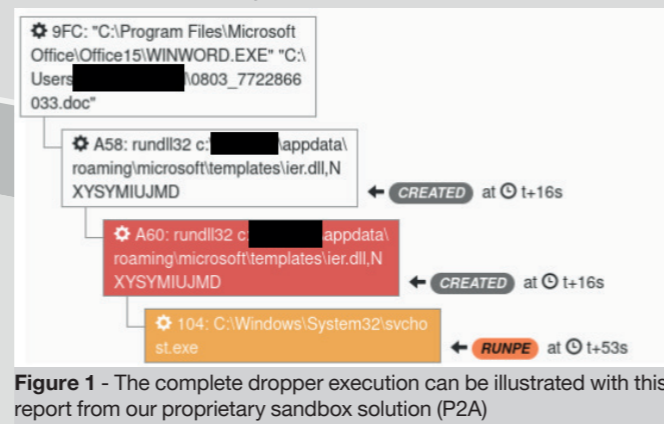 9FC: "C:\Program Files\Microsoft
Office\Office15\WINWORD.EXE" "C:\
Users \0803_7722866
033.doc"
A58: rundll32 c: \appdata\
roaming\microsoft\templates\ier.dll,N
XYSYMIUJMD
CREATED at t+16s
A60: rundll32 c: appdata\
roaming\microsoft\templates\ier.dll,N
XYSYMIUJMD
CREATED at t+16s
104: C:\Windows\System32\svcho
st.exe
RUNPE at t+53s
Figure 1 - The complete dropper execution can be illustrated with this
report from our proprietary sandbox solution (P2A)